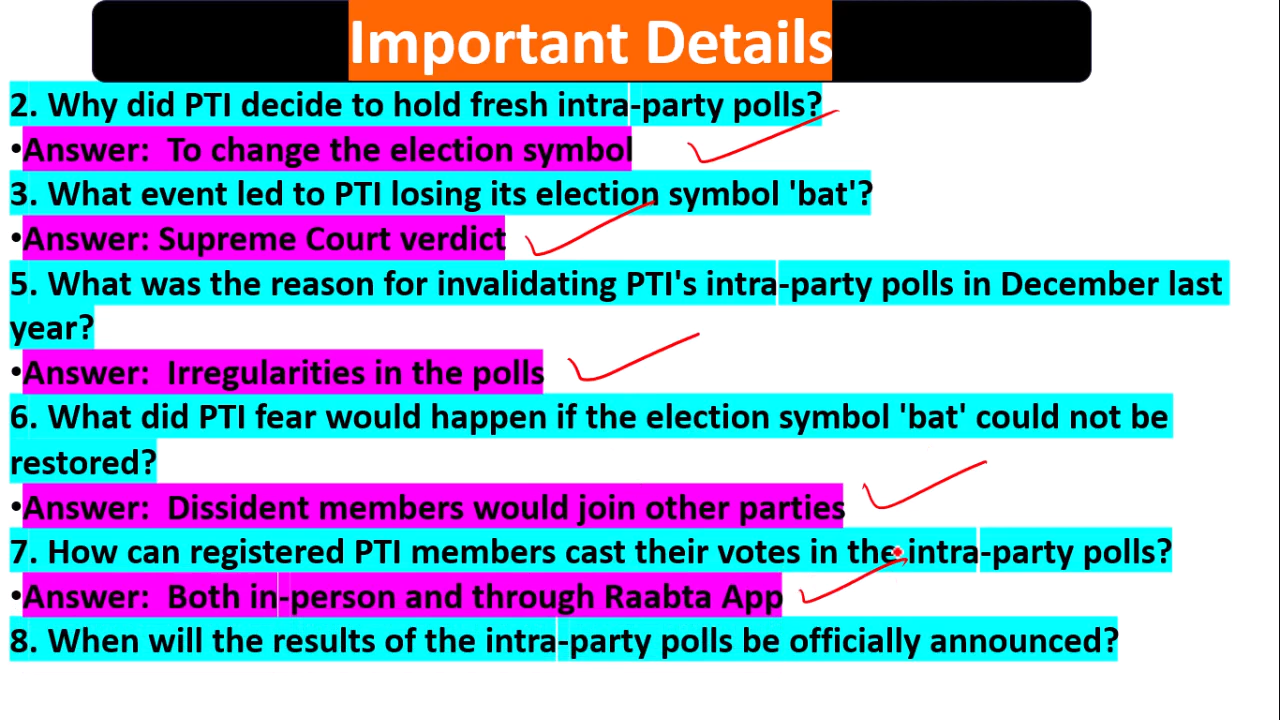 Important Details
2. Why did PTI decide to hold fresh intra-party polls?
•Answer:  To change the election symbol
3. What event led to PTI losing its election symbol 'bat'?
•Answer: Supreme Court verdict
5. What was the reason for invalidating PTI's intra-party polls in December last
year?
•Answer:  Irregularities in the polls
6. What did PTI fear would happen if the election symbol 'bat' could not be
restored?
•Answer:  Dissident members would join other parties
7. How can registered PTI members cast their votes in the intra-party polls?
•Answer:  Both in-person and through Raabta App
8. When will the results of the intra-party polls be officially announced?